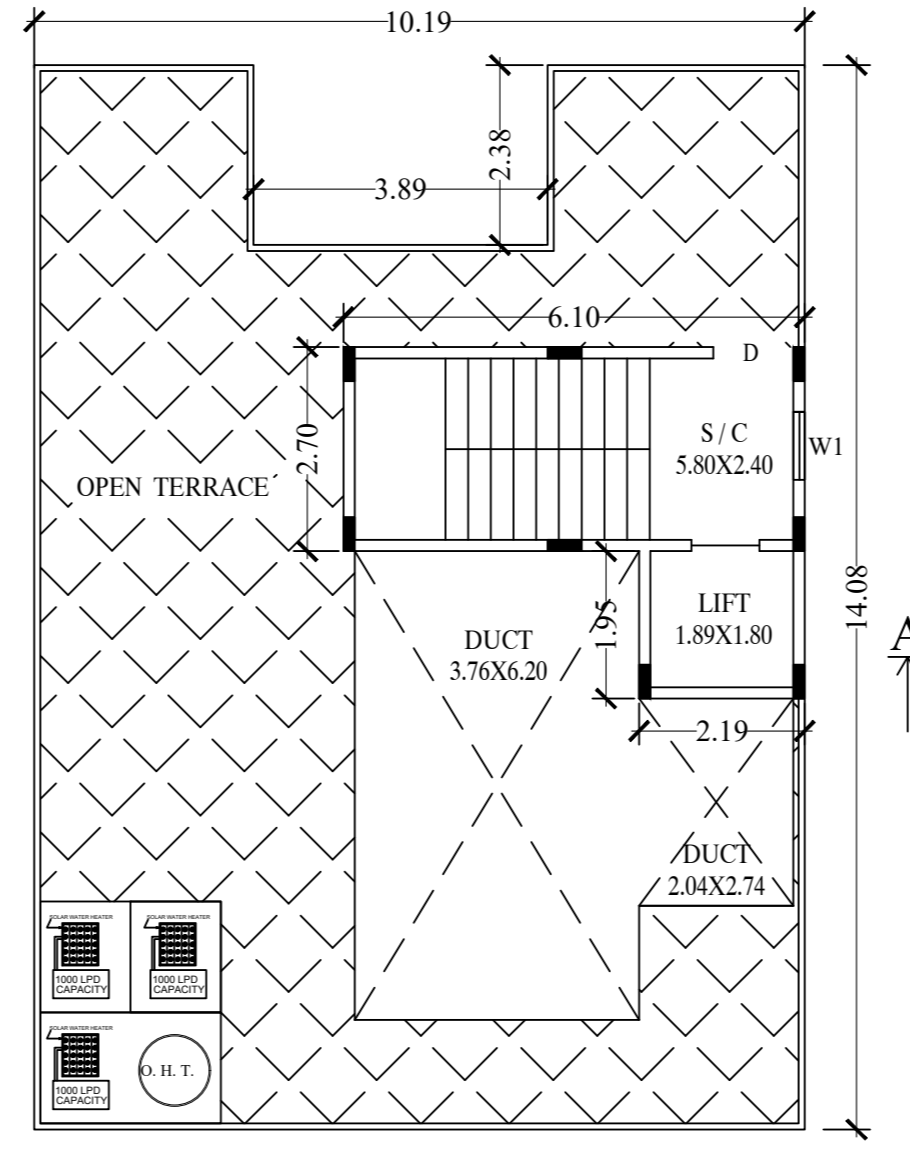 10.19
2.38
3.89
6.10
D
2.70
S / C
5.80X2.40
W1
OPEN TERRACE
14.08
1.95
LIFT
1.89X1.80
DUCT
3.76X6.20
A
2.19
DUCT
2.04X2.74
SOLAR WATER HEATER
1000 LPD
CAPACITY
SOLAR WATER HEATER
1000 LPD
CAPACITY
SOLAR WATER HEATER
1000 LPD
CAPACITY
O. H. T.